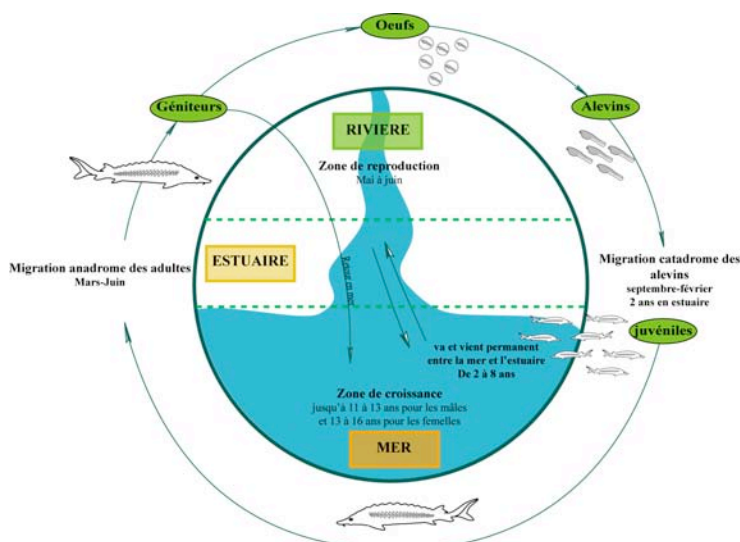 Oeufs
Géniteurs
Alevins
RIVIERE
Zone de reproduction
Mai à juin
ESTUAIRE
Retour en mer
Migration anadrome des adultes
Mars-Juin
Migration catadrome des
alevins
septembre-février
2 ans en estuaire
juvéniles
va et vient permanent
entre la mer et l'estuaire
De 2 à 8 ans
Zone de croissance
jusqu'à 11 à 13 ans pour les mâles
et 13 à 16 ans pour les femelles
MER